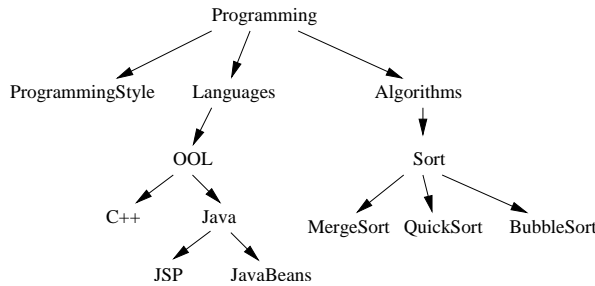 Programming
ProgrammingStyle Languages Algorithms
OOL Sort
C++ Java MergeSort QuickSort BubbleSort
JSP JavaBeans